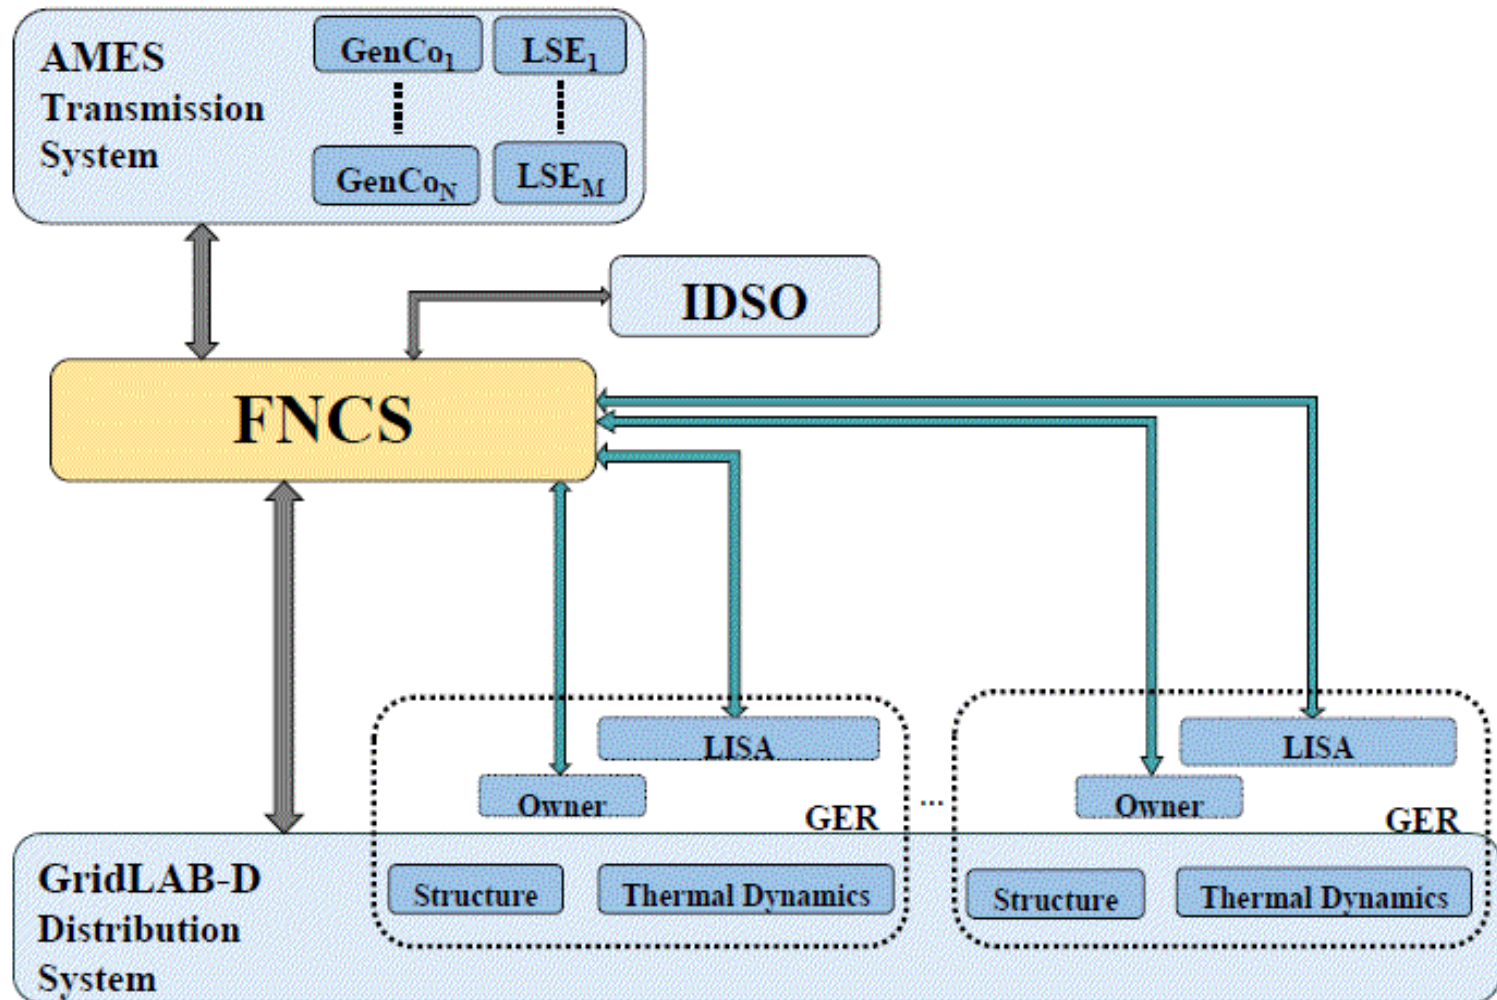 AMES
Transmission
System
GenCo1
LSE1
GenCoN
LSEM
IDSO
FNCS
LISA
Owner
GER
...
LISA
Owner
GER
GridLAB-D
Distribution
System
Structure
Thermal Dynamics
Structure
Thermal Dynamics